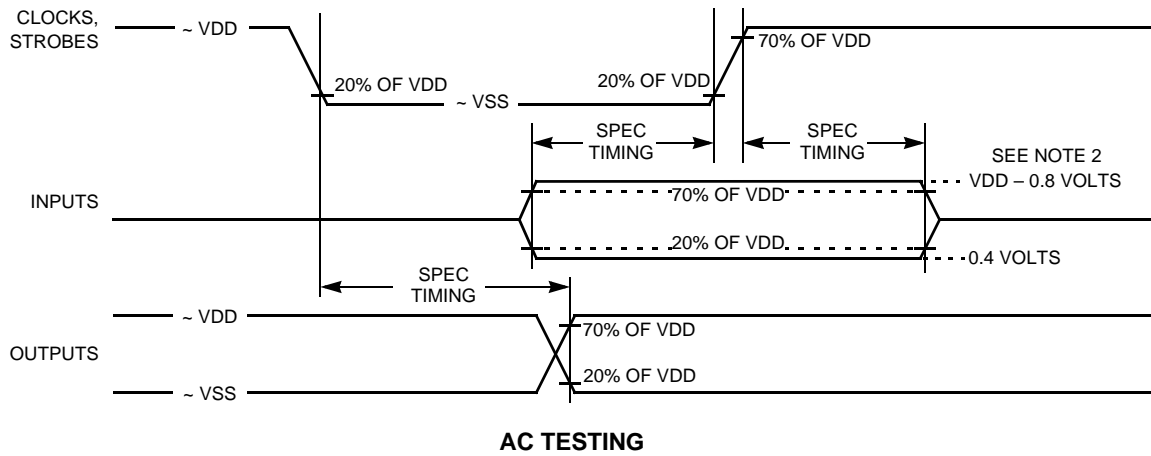 CLOCKS,
STROBES
~ VDD
20% OF VDD
~ VSS
20% OF VDD
70% OF VDD
SPEC
TIMING
SPEC
TIMING
SEE NOTE 2
VDD – 0.8 VOLTS
INPUTS
70% OF VDD
20% OF VDD
0.4 VOLTS
SPEC
TIMING
~ VDD
70% OF VDD
OUTPUTS
20% OF VDD
~ VSS
AC TESTING